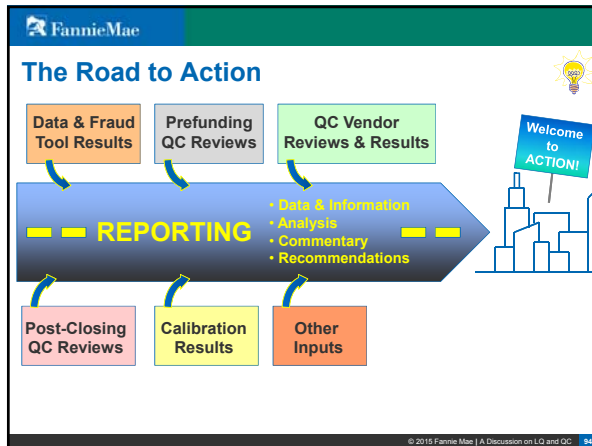 FannieMae
The Road to Action
Data & Fraud
Tool Results
Prefunding
QC Reviews
QC Vendor
Reviews & Results
Welcome
to
ACTION!
REPORTING
• Data & Information
• Analysis
• Commentary
• Recommendations
Post-Closing
QC Reviews
Calibration
Results
Other
Inputs
© 2015 Fannie Mae | A Discussion on LQ and QC 94